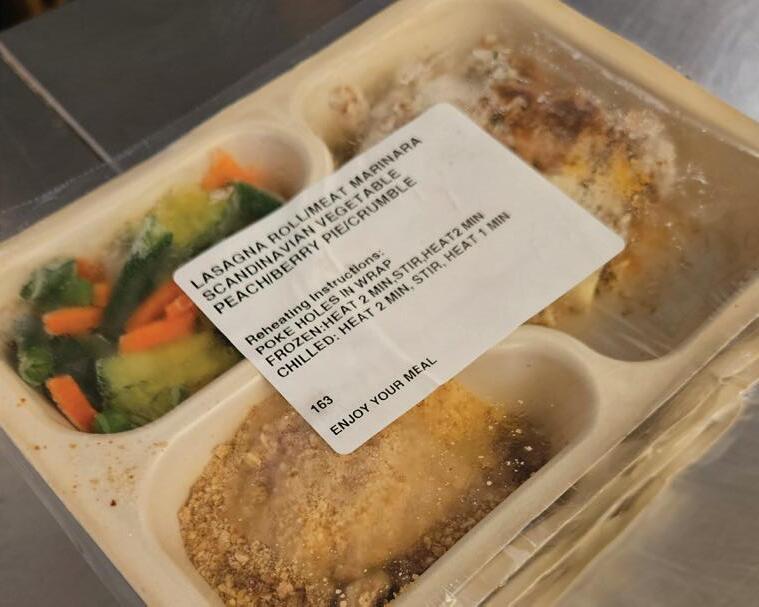 LASAGNA ROLL/MEAT MARINARA
SCANDINAVIAN VEGETABLE
PEACH/BERRY PIE/CRUMBLE
Reheating Instructions:
POKE HOLES IN WRAP
FROZEN:HEAT 2 MIN,STIR,HEAT2 MIN
CHILLED: HEAT 2 MIN, STIR, HEAT 1 MIN
163
ENJOY YOUR MEAL